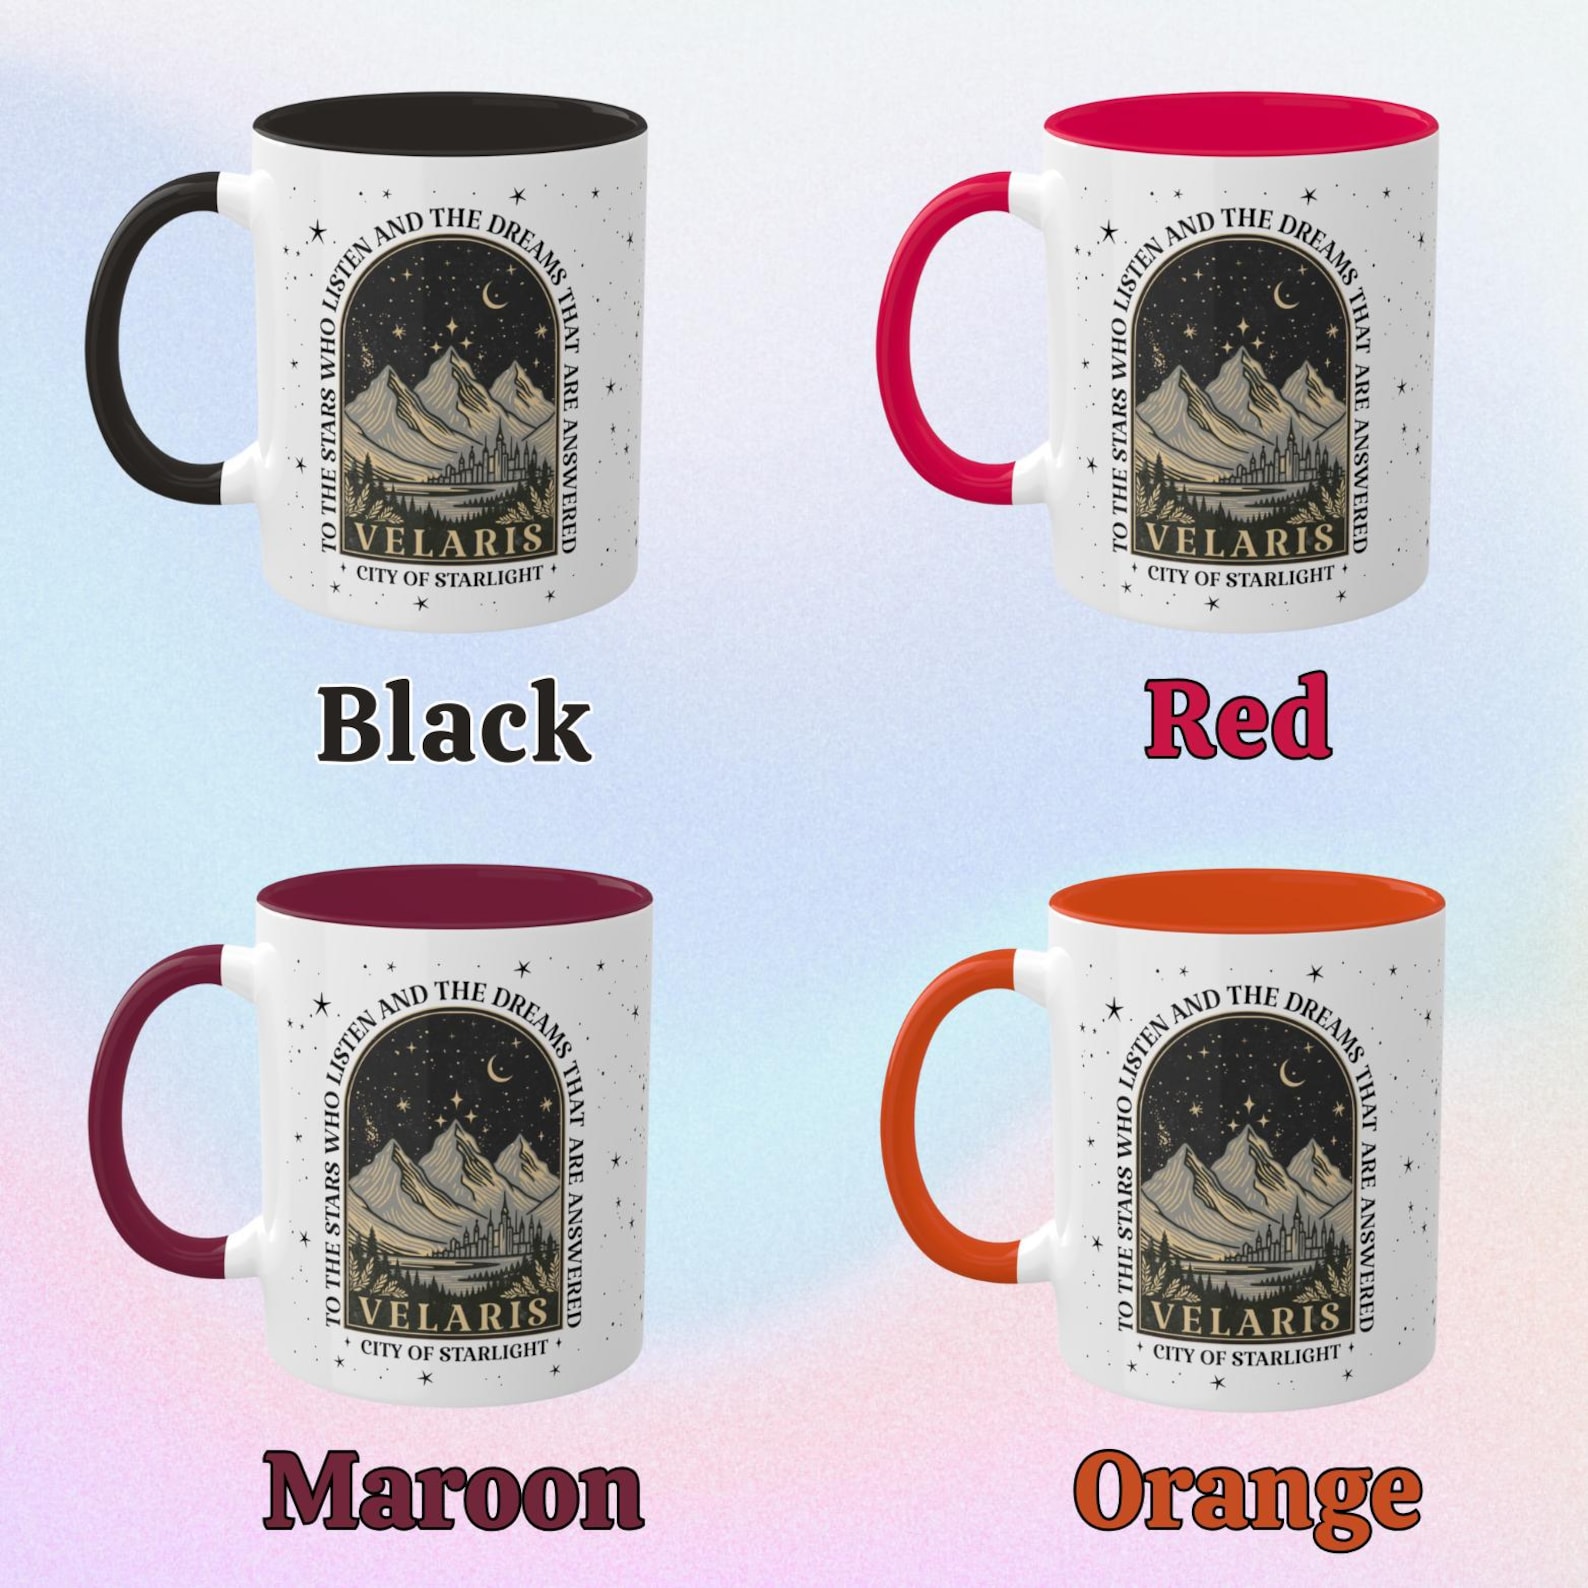 TO THE STARS WHO LISTEN AND THE DREAMS THAT ARE ANSWERED
VELARIS
CITY OF STARLIGHT
Black
TO THE STARS WHO LISTEN AND THE DREAMS THAT ARE ANSWERED
VELARIS
CITY OF STARLIGHT
Red
TO THE STARS WHO LISTEN AND THE DREAMS THAT ARE ANSWERED
VELARIS
CITY OF STARLIGHT
Maroon
TO THE STARS WHO LISTEN AND THE DREAMS THAT ARE ANSWERED
VELARIS
CITY OF STARLIGHT
Orange